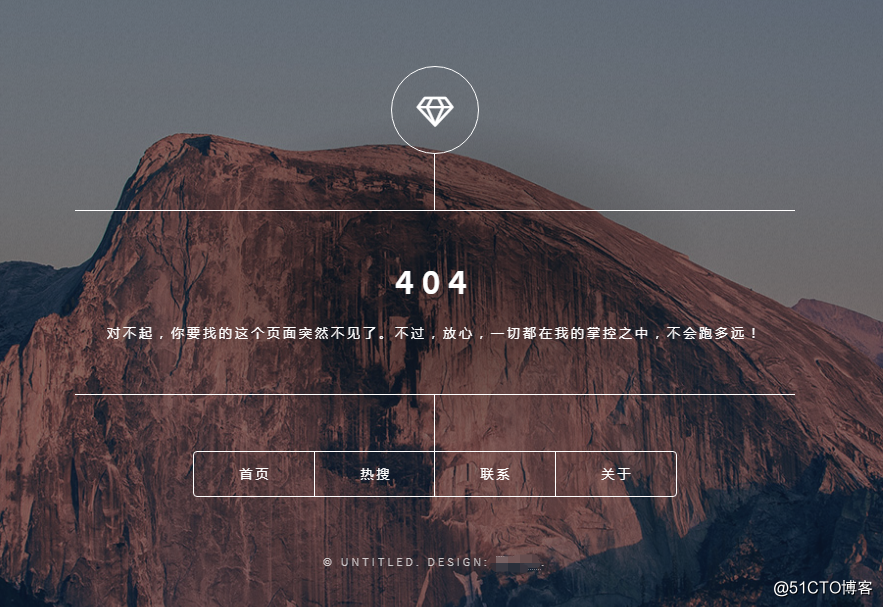 404
对不起，你要找的这个页面突然不见了。不过，放心，一切都在我的掌控之中，不会跑多远！
首页 热搜 联系 关于
© UNTITLED. DESIGN:
@51CTO博客